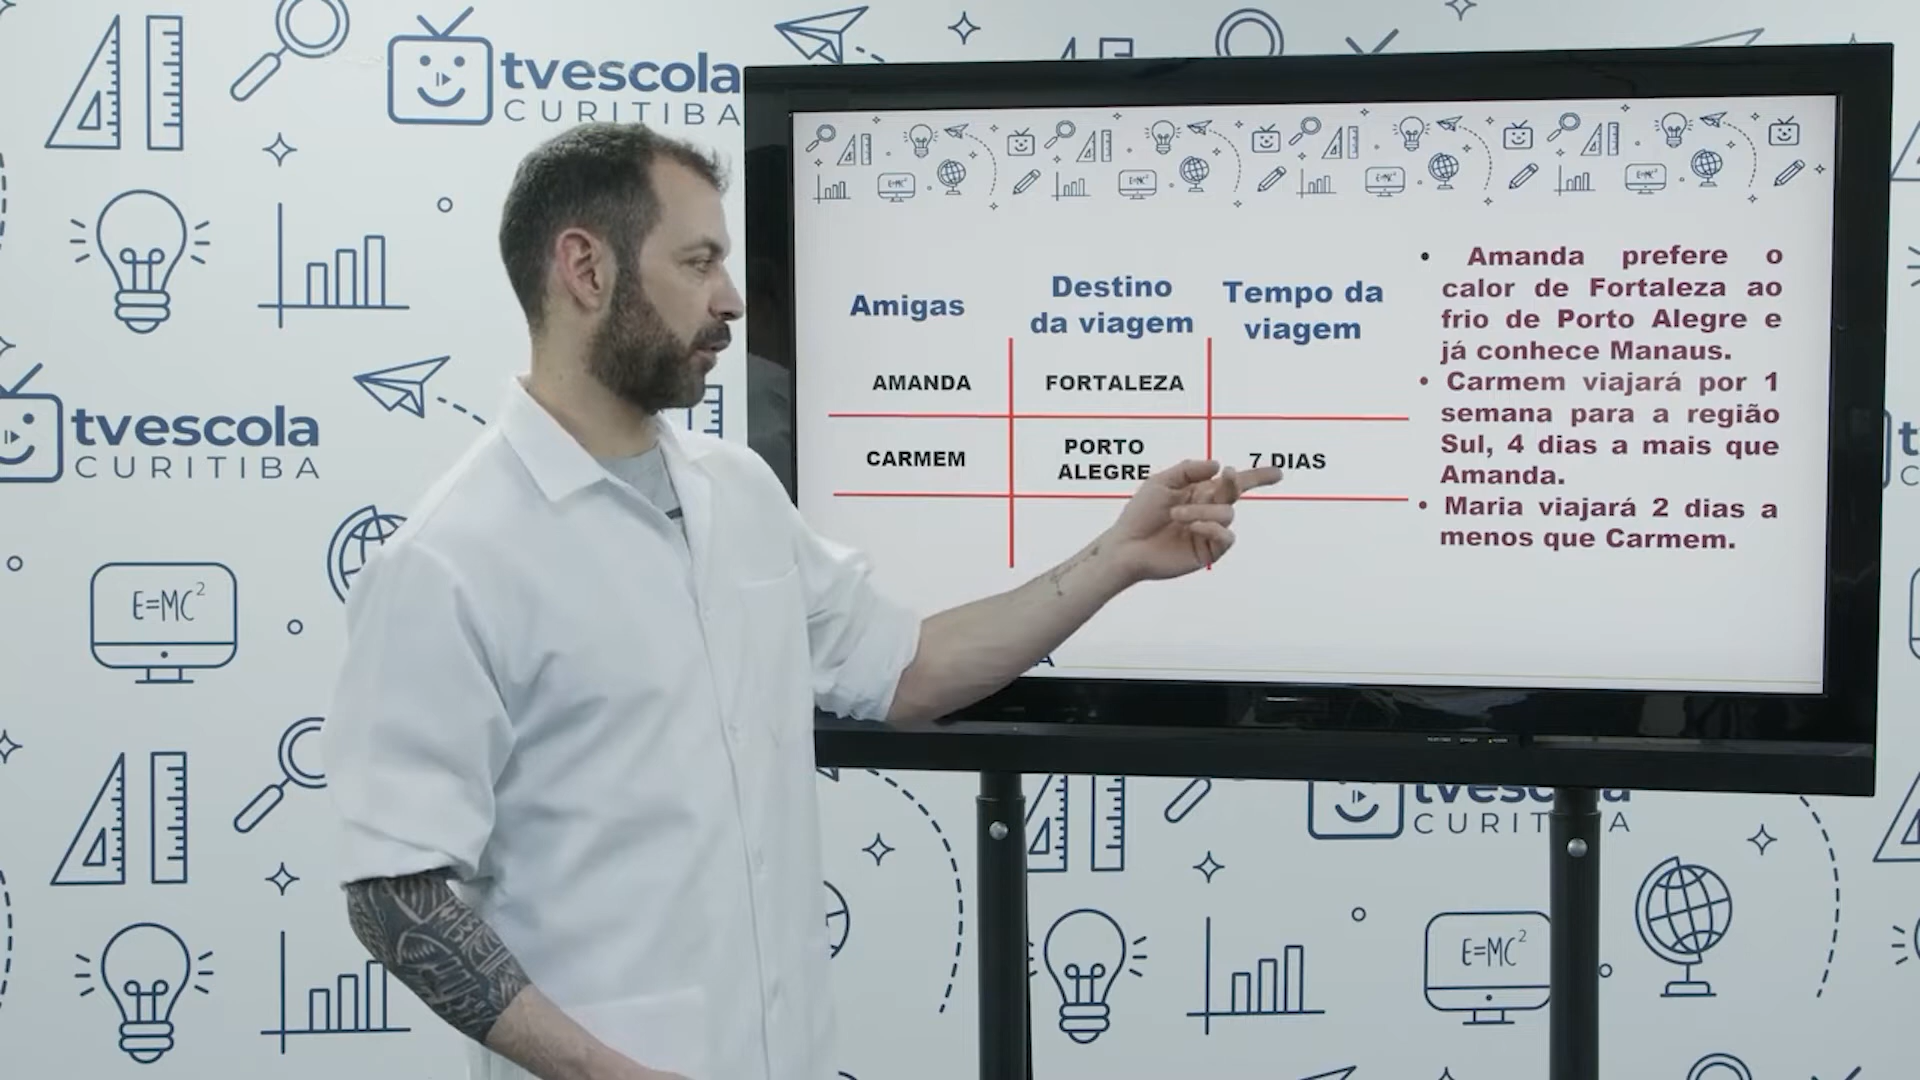 tvescola
CURITIBA
tvescola
CURITIBA
E=MC²
Amigas
Destino
da viagem
Tempo da
viagem
AMANDA
FORTALEZA
CARMEM
PORTO
ALEGRE
7 DIAS
• Amanda prefere o
calor de Fortaleza ao
frio de Porto Alegre e
já conhece Manaus.
• Carmem viajará por 1
semana para a região
Sul, 4 dias a mais que
Amanda.
• Maria viajará 2 dias a
menos que Carmem.
tvescola
CURITIBA
E=MC²